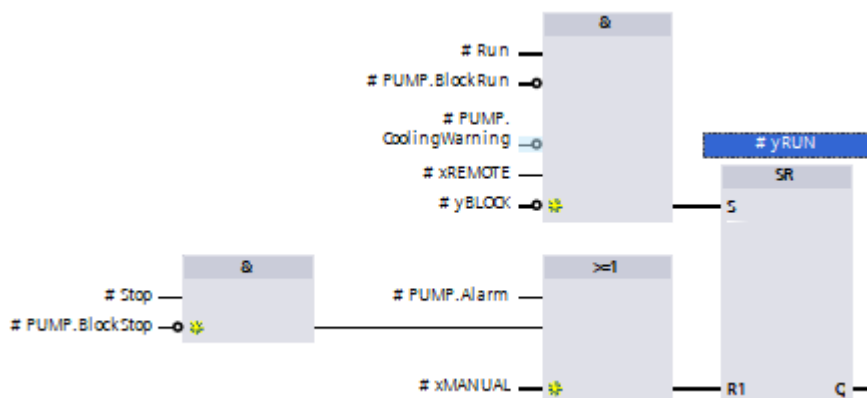 &
# Run
# PUMP.BlockRun
# PUMP.
CoolingWarning
# xREMOTE
# yBLOCK
# yRUN
SR
S
&
# Stop
# PUMP.BlockStop
>=1
# PUMP.Alarm
# xMANUAL
R1 Q